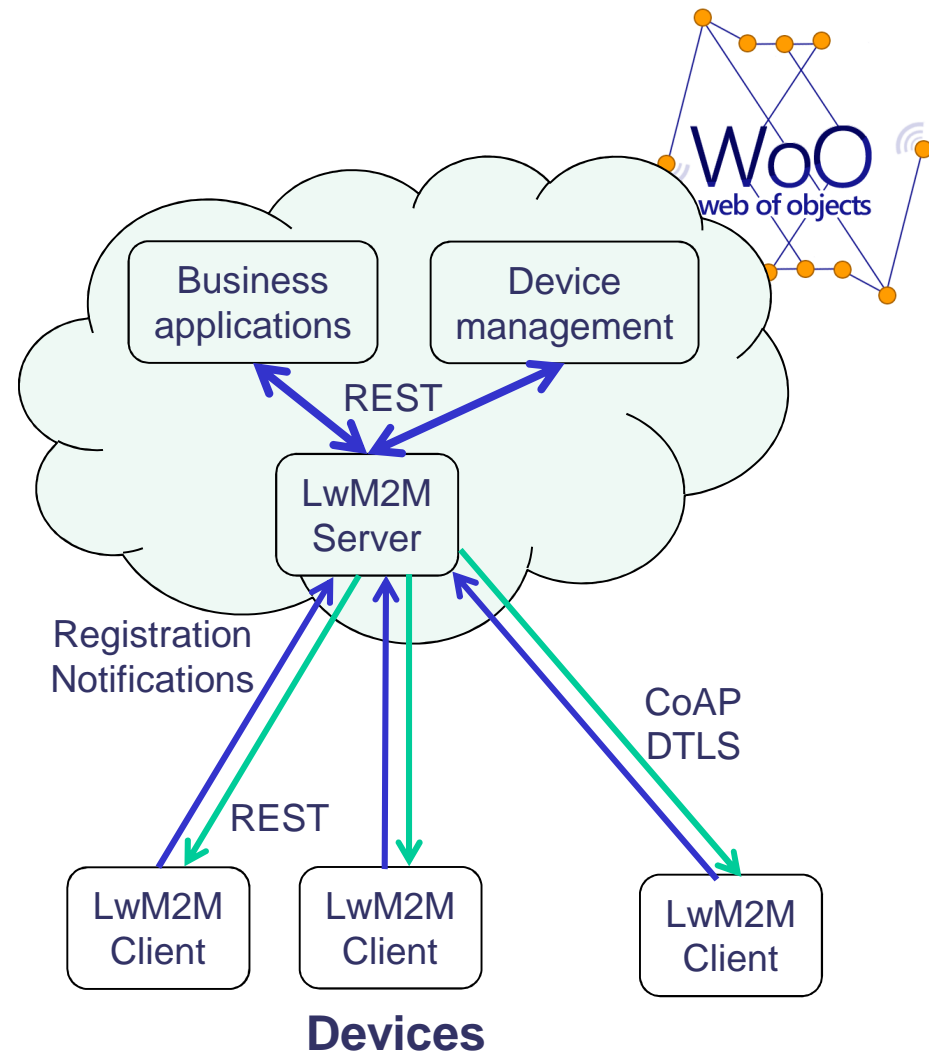 WoO
web of objects
Business
applications
Device
management
REST
LwM2M
Server
Registration
Notifications
CoAP
DTLS
REST
LwM2M
Client
LwM2M
Client
LwM2M
Client
Devices